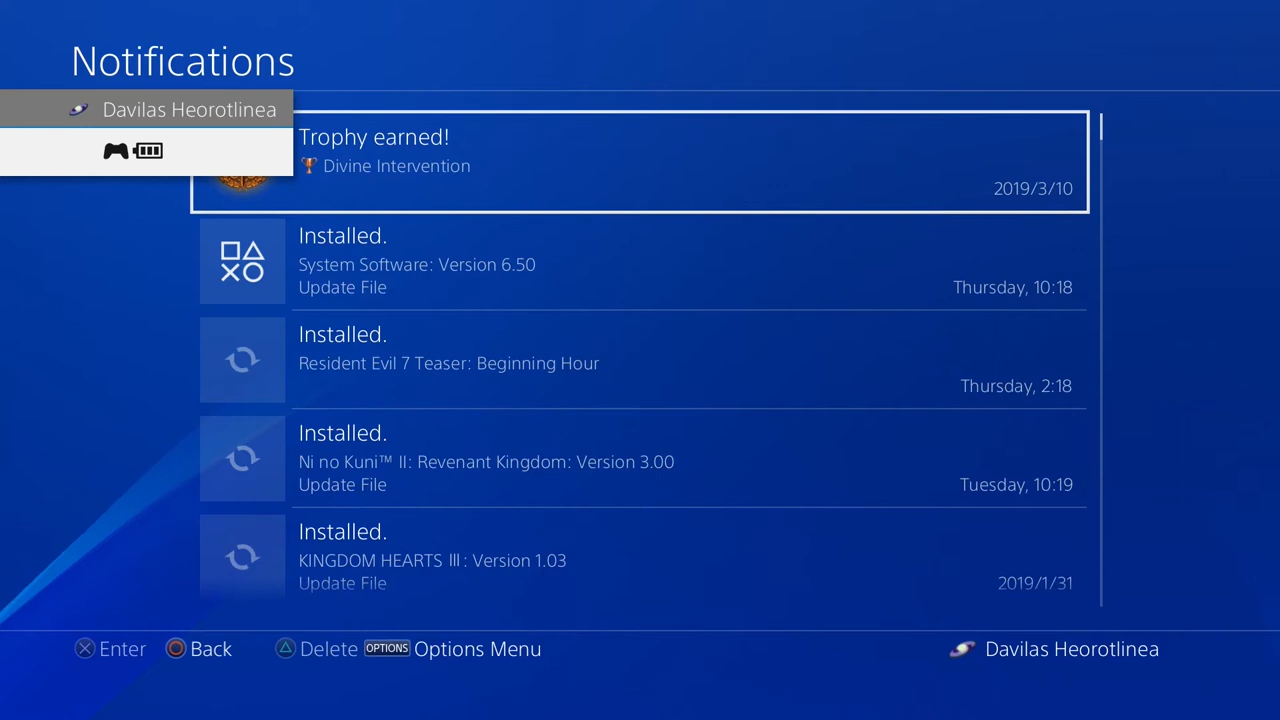 Notifications
Davilas Heorotlinea
Trophy earned!
Divine Intervention
2019/3/10
Installed.
System Software: Version 6.50
Update File
Thursday, 10:18
Installed.
Resident Evil 7 Teaser: Beginning Hour
Thursday, 2:18
Installed.
Ni no Kuni™ II: Revenant Kingdom: Version 3.00
Update File
Tuesday, 10:19
Installed.
KINGDOM HEARTS Ⅲ: Version 1.03
Update File
2019/1/31
Enter Back Delete OPTIONS Options Menu Davilas Heorotlinea